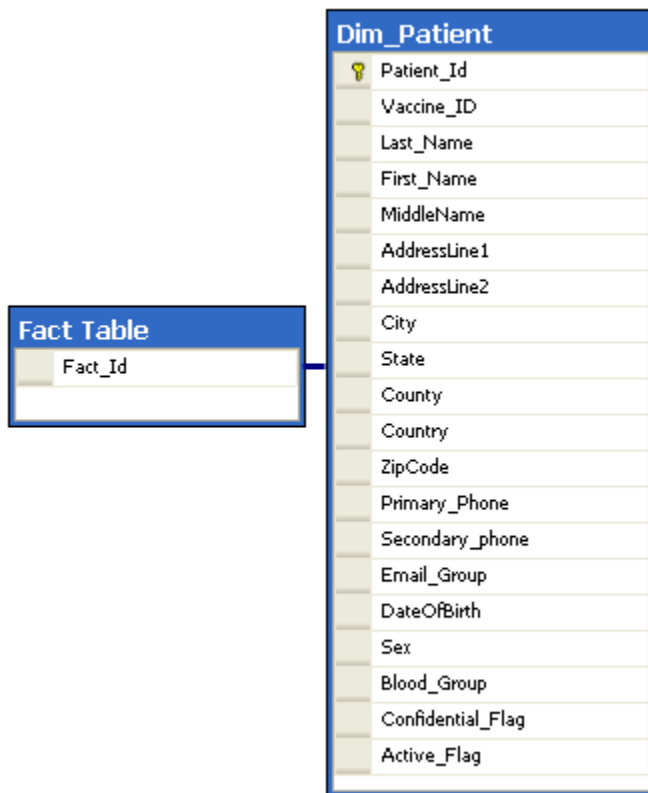 Dim_Patient
Patient_Id
Vaccine_ID
Last_Name
First_Name
MiddleName
AddressLine1
AddressLine2
City
State
County
Country
ZipCode
Primary_Phone
Secondary_phone
Email_Group
DateOfBirth
Sex
Blood_Group
Confidential_Flag
Active_Flag
Fact Table
Fact_Id